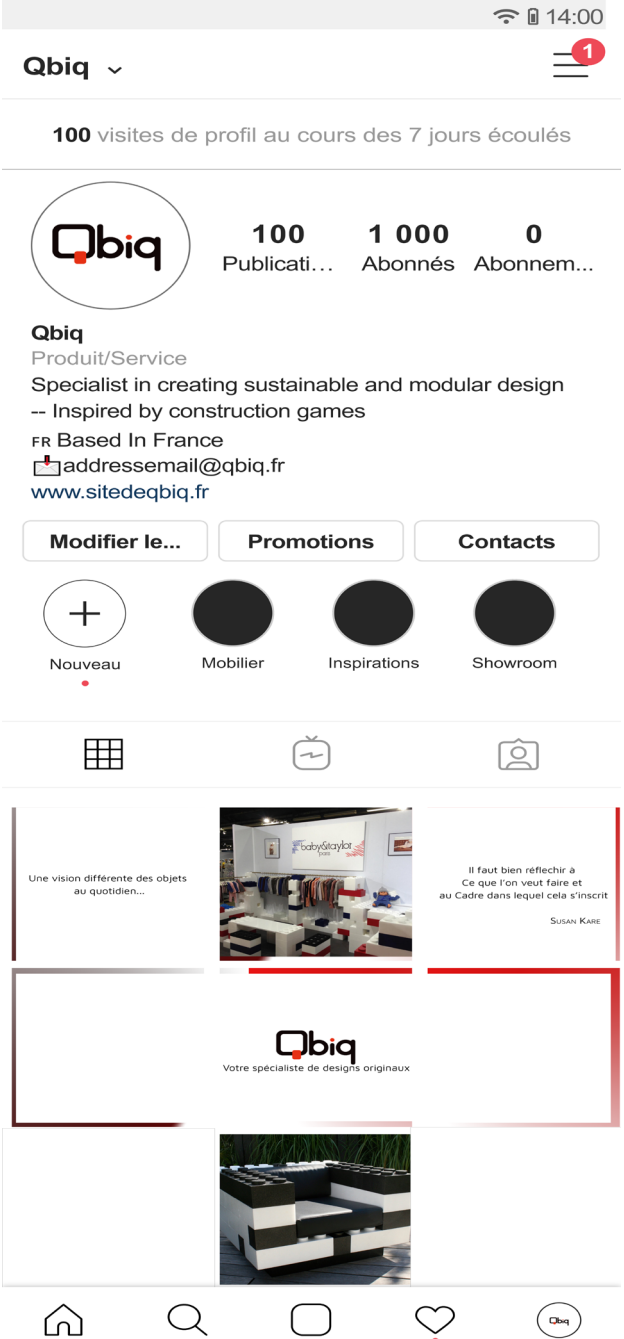 14:00
Qbiq
1
100 visites de profil au cours des 7 jours écoulés
Qbiq
100 1 000 0
Publicati... Abonnés Abonnem...
Qbiq
Produit/Service
Specialist in creating sustainable and modular design
-- Inspired by construction games
FR Based In France
addressemail@qbiq.fr
www.sitedeqbiq.fr
Modifier le... Promotions Contacts
Nouveau Mobilier Inspirations Showroom
Une vision différente des objets
au quotidien...
baby&taylor
paris
Il faut bien réflechir à
Ce que l'on veut faire et
au Cadre dans lequel cela s'inscrit
Susan Kare
Qbiq
Votre spécialiste de designs originaux
Qbiq